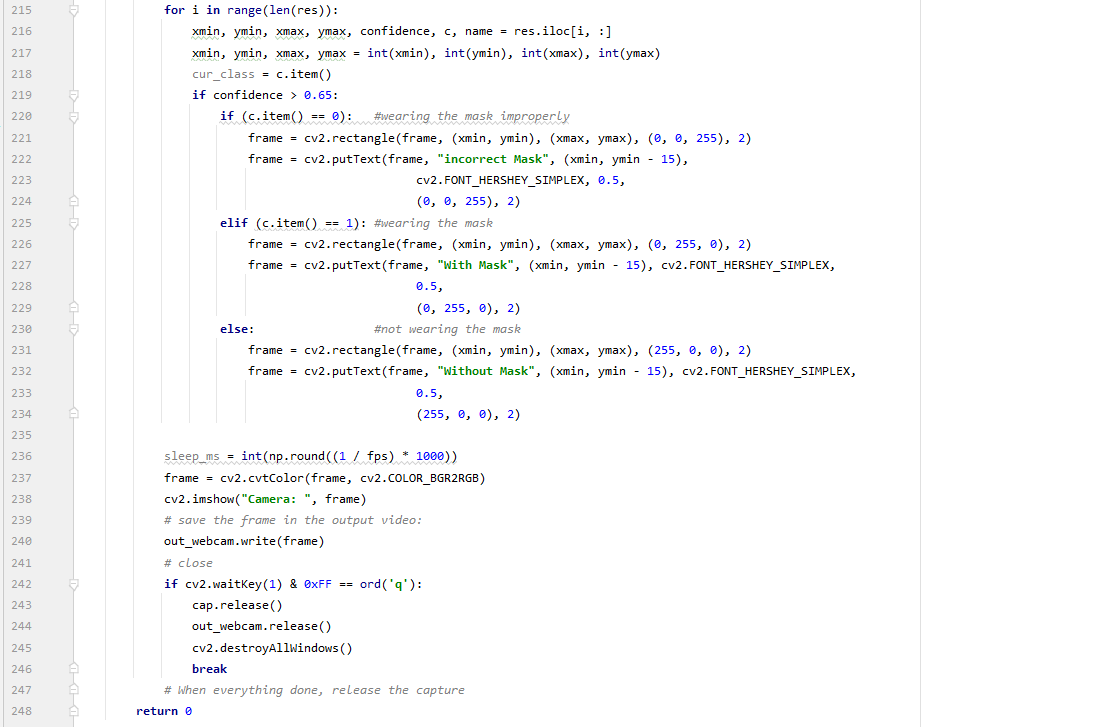 215 for i in range(len(res)):
216 xmin, ymin, xmax, ymax, confidence, c, name = res.iloc[i, :]
217 xmin, ymin, xmax, ymax = int(xmin), int(ymin), int(xmax), int(ymax)
218 cur_class = c.item()
219 if confidence > 0.65:
220 if (c.item() == 0):   #wearing the mask improperly
221 frame = cv2.rectangle(frame, (xmin, ymin), (xmax, ymax), (0, 0, 255), 2)
222 frame = cv2.putText(frame, "incorrect Mask", (xmin, ymin - 15),
223 cv2.FONT_HERSHEY_SIMPLEX, 0.5,
224 (0, 0, 255), 2)
225 elif (c.item() == 1): #wearing the mask
226 frame = cv2.rectangle(frame, (xmin, ymin), (xmax, ymax), (0, 255, 0), 2)
227 frame = cv2.putText(frame, "With Mask", (xmin, ymin - 15), cv2.FONT_HERSHEY_SIMPLEX,
228 0.5,
229 (0, 255, 0), 2)
230 else:                 #not wearing the mask
231 frame = cv2.rectangle(frame, (xmin, ymin), (xmax, ymax), (255, 0, 0), 2)
232 frame = cv2.putText(frame, "Without Mask", (xmin, ymin - 15), cv2.FONT_HERSHEY_SIMPLEX,
233 0.5,
234 (255, 0, 0), 2)
235
236 sleep_ms = int(np.round((1 / fps) * 1000))
237 frame = cv2.cvtColor(frame, cv2.COLOR_BGR2RGB)
238 cv2.imshow("Camera: ", frame)
239 # save the frame in the output video:
240 out_webcam.write(frame)
241 # close
242 if cv2.waitKey(1) & 0xFF == ord('q'):
243 cap.release()
244 out_webcam.release()
245 cv2.destroyAllWindows()
246 break
247 # When everything done, release the capture
248 return 0